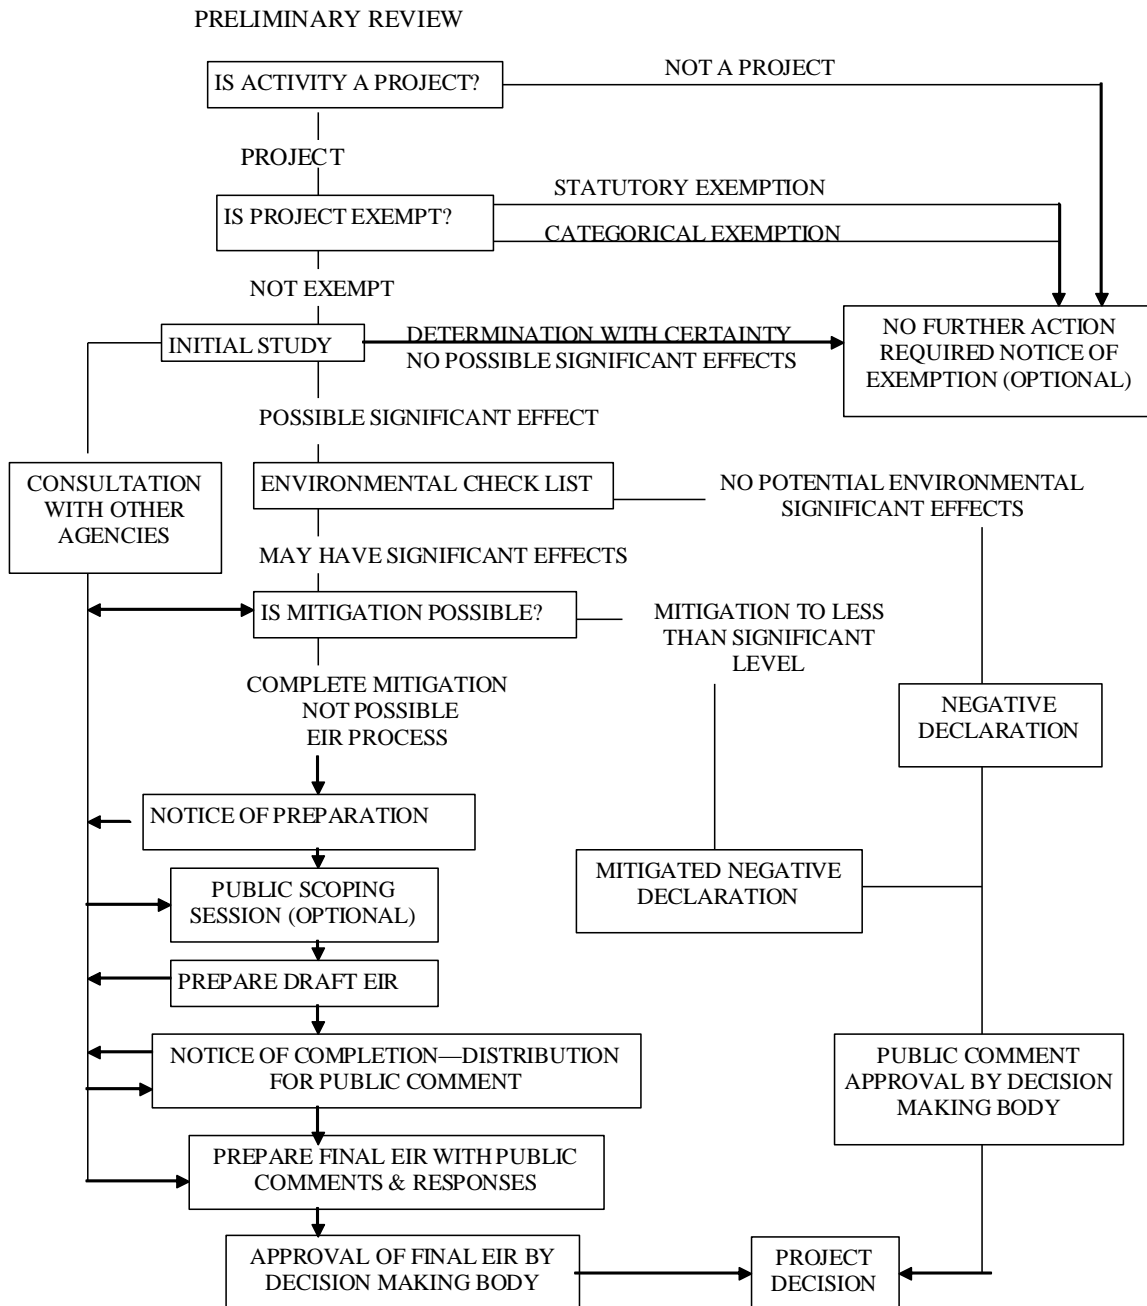 PRELIMINARY REVIEW
IS ACTIVITY A PROJECT?
NOT A PROJECT
PROJECT
IS PROJECT EXEMPT?
STATUTORY EXEMPTION
CATEGORICAL EXEMPTION
NOT EXEMPT
INITIAL STUDY
DETERMINATION WITH CERTAINTY
NO POSSIBLE SIGNIFICANT EFFECTS
NO FURTHER ACTION
REQUIRED NOTICE OF
EXEMPTION (OPTIONAL)
POSSIBLE SIGNIFICANT EFFECT
CONSULTATION
WITH OTHER
AGENCIES
ENVIRONMENTAL CHECK LIST
NO POTENTIAL ENVIRONMENTAL
SIGNIFICANT EFFECTS
MAY HAVE SIGNIFICANT EFFECTS
IS MITIGATION POSSIBLE?
MITIGATION TO LESS
THAN SIGNIFICANT
LEVEL
COMPLETE MITIGATION
NOT POSSIBLE
EIR PROCESS
NEGATIVE
DECLARATION
NOTICE OF PREPARATION
MITIGATED NEGATIVE
DECLARATION
PUBLIC SCOPING
SESSION (OPTIONAL)
PREPARE DRAFT EIR
NOTICE OF COMPLETION—DISTRIBUTION
FOR PUBLIC COMMENT
PUBLIC COMMENT
APPROVAL BY DECISION
MAKING BODY
PREPARE FINAL EIR WITH PUBLIC
COMMENTS & RESPONSES
APPROVAL OF FINAL EIR BY
DECISION MAKING BODY
PROJECT
DECISION